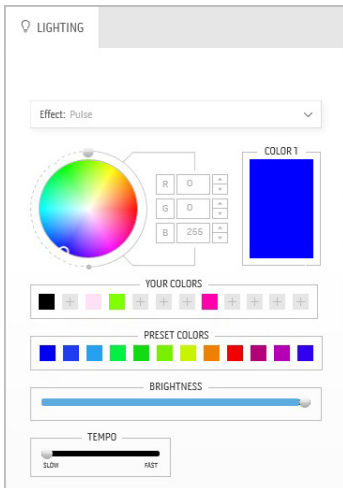 LIGHTING
Effect: Pulse
COLOR 1
R 0
G 0
B 255
YOUR COLORS
PRESET COLORS
BRIGHTNESS
TEMPO
SLOW FAST